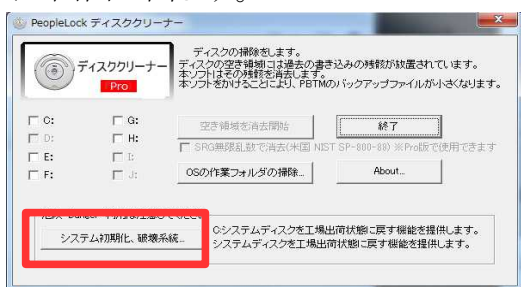 PeopleLock ディスククリーナー
ディスククリーナー
Pro
ディスクの掃除をします。
ディスクの空き領域には過去の書き込みの残骸が放置されています。
本ソフトはその残骸を消去します。
本ソフトをかけることにより、PBTMのバックアップファイルが小さくなります。
C: G:
D: H:
E: I:
F: J:
空き領域を消去開始
終了
SRG無限乱数で消去(米国 NIST SP-800-88) ※Pro版で使用できます
OSの作業フォルダの掃除...
About...
システム初期化、破壊系統...
C:システムディスクを工場出荷状態に戻す機能を提供します。
システムディスクを工場出荷状態に戻す機能を提供します。